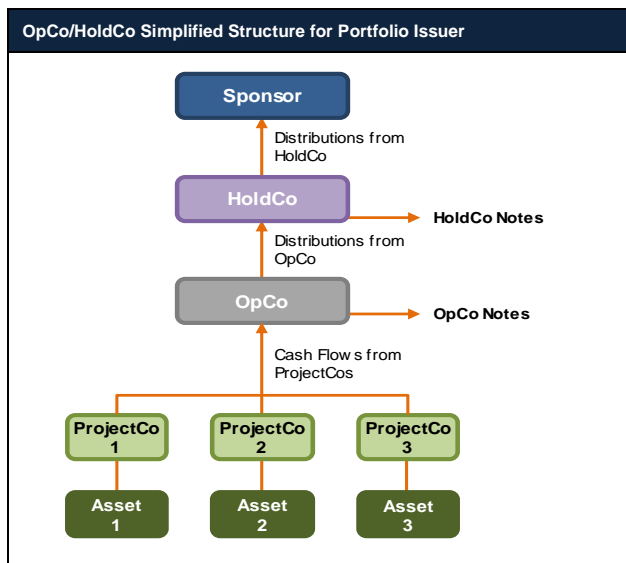 OpCo/HoldCo Simplified Structure for Portfolio Issuer
Sponsor
Distributions from
HoldCo
HoldCo
HoldCo Notes
Distributions from
OpCo
OpCo
OpCo Notes
Cash Flows from
ProjectCos
ProjectCo
1
ProjectCo
2
ProjectCo
3
Asset
1
Asset
2
Asset
3